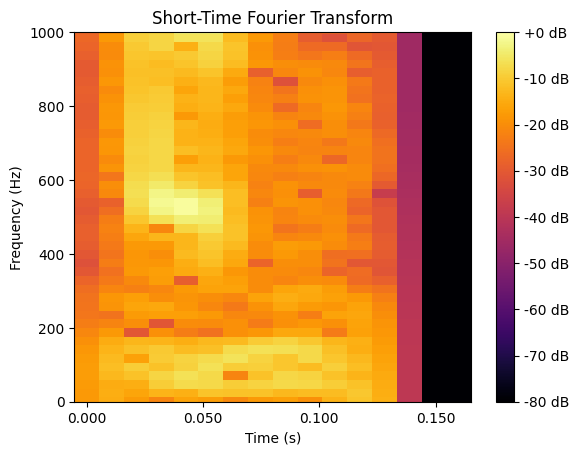 Short-Time Fourier Transform
1000
800
600
400
200
0
Frequency (Hz)
0.000
0.050
0.100
0.150
Time (s)
+0 dB
-10 dB
-20 dB
-30 dB
-40 dB
-50 dB
-60 dB
-70 dB
-80 dB